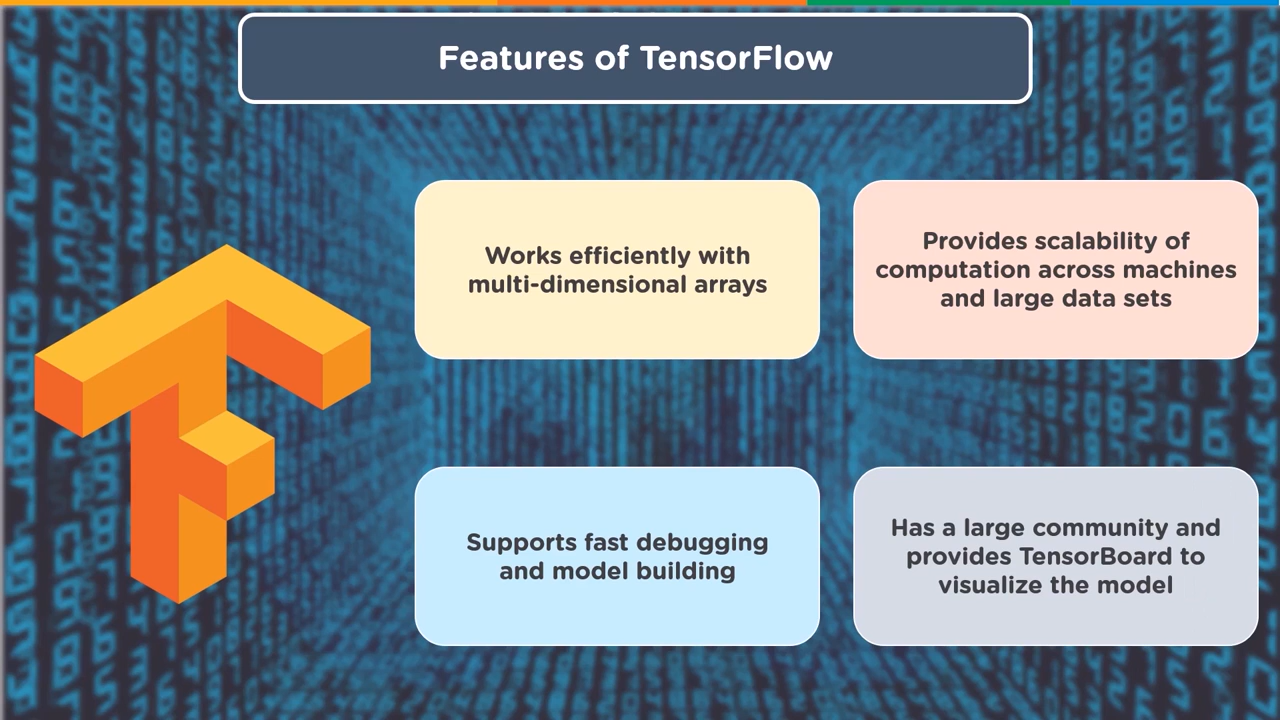 Features of TensorFlow
Works efficiently with
multi-dimensional arrays
Provides scalability of
computation across machines
and large data sets
Supports fast debugging
and model building
Has a large community and
provides TensorBoard to
visualize the model